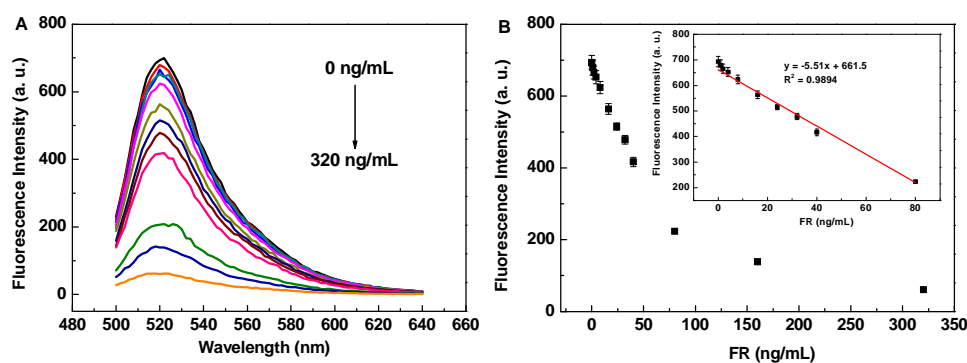 A
Fluorescence Intensity (a. u.)
800
600
400
200
0
0 ng/mL
320 ng/mL
480 500 520 540 560 580 600 620 640 660
Wavelength (nm)
B
Fluorescence Intensity (a. u.)
800
600
400
200
0
0 50 100 150 200 250 300 350
FR (ng/mL)
Fluorescence Intensity (a. u.)
800
700
600
500
400
300
200
y = -5.51x + 661.5
R² = 0.9894
0 20 40 60 80
FR (ng/mL)